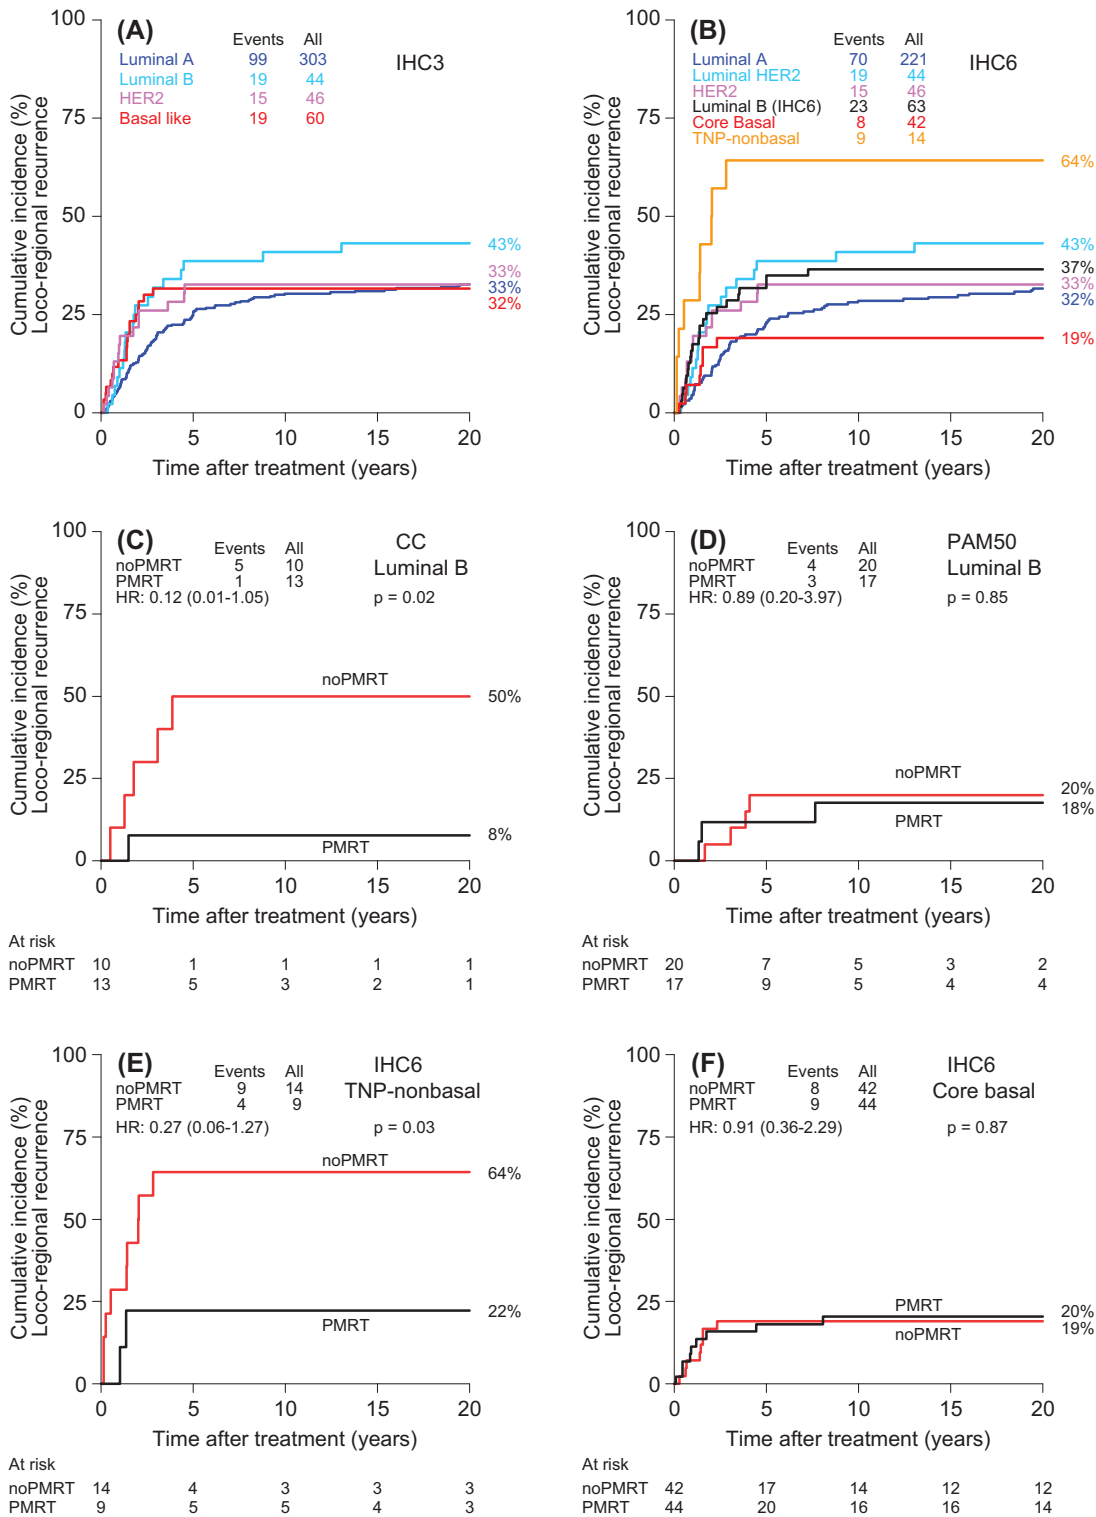 (A)
Events All
IHC3
Luminal A 99 303
Luminal B 19 44
HER2 15 46
Basal like 19 60
Cumulative incidence (%)
Loco-regional recurrence
100
75
50
25
0
43%
33%
33%
32%
0 5 10 15 20
Time after treatment (years)
(B)
Events All
IHC6
Luminal A 70 221
Luminal HER2 19 44
HER2 15 46
Luminal B (IHC6) 23 63
Core Basal 8 42
TNP-nonbasal 9 14
Cumulative incidence (%)
Loco-regional recurrence
100
75
50
25
0
64%
43%
37%
33%
32%
19%
0 5 10 15 20
Time after treatment (years)
(C)
CC
Luminal B
Events All
noPMRT 5 10
PMRT 1 13
HR: 0.12 (0.01-1.05) p = 0.02
Cumulative incidence (%)
Loco-regional recurrence
100
75
50
25
0
noPMRT
50%
8%
PMRT
0 5 10 15 20
Time after treatment (years)
At risk
noPMRT 10 1 1 1 1
PMRT 13 5 3 2 1
(D)
PAM50
Luminal B
Events All
noPMRT 4 20
PMRT 3 17
HR: 0.89 (0.20-3.97) p = 0.85
Cumulative incidence (%)
Loco-regional recurrence
100
75
50
25
0
noPMRT
20%
18%
PMRT
0 5 10 15 20
Time after treatment (years)
At risk
noPMRT 20 7 5 3 2
PMRT 17 9 5 4 4
(E)
IHC6
TNP-nonbasal
Events All
noPMRT 9 14
PMRT 4 9
HR: 0.27 (0.06-1.27) p = 0.03
Cumulative incidence (%)
Loco-regional recurrence
100
75
50
25
0
noPMRT
64%
22%
PMRT
0 5 10 15 20
Time after treatment (years)
At risk
noPMRT 14 4 3 3 3
PMRT 9 5 5 4 3
(F)
IHC6
Core basal
Events All
noPMRT 8 42
PMRT 9 44
HR: 0.91 (0.36-2.29) p = 0.87
Cumulative incidence (%)
Loco-regional recurrence
100
75
50
25
0
PMRT
20%
19%
noPMRT
0 5 10 15 20
Time after treatment (years)
At risk
noPMRT 42 17 14 12 12
PMRT 44 20 16 16 14